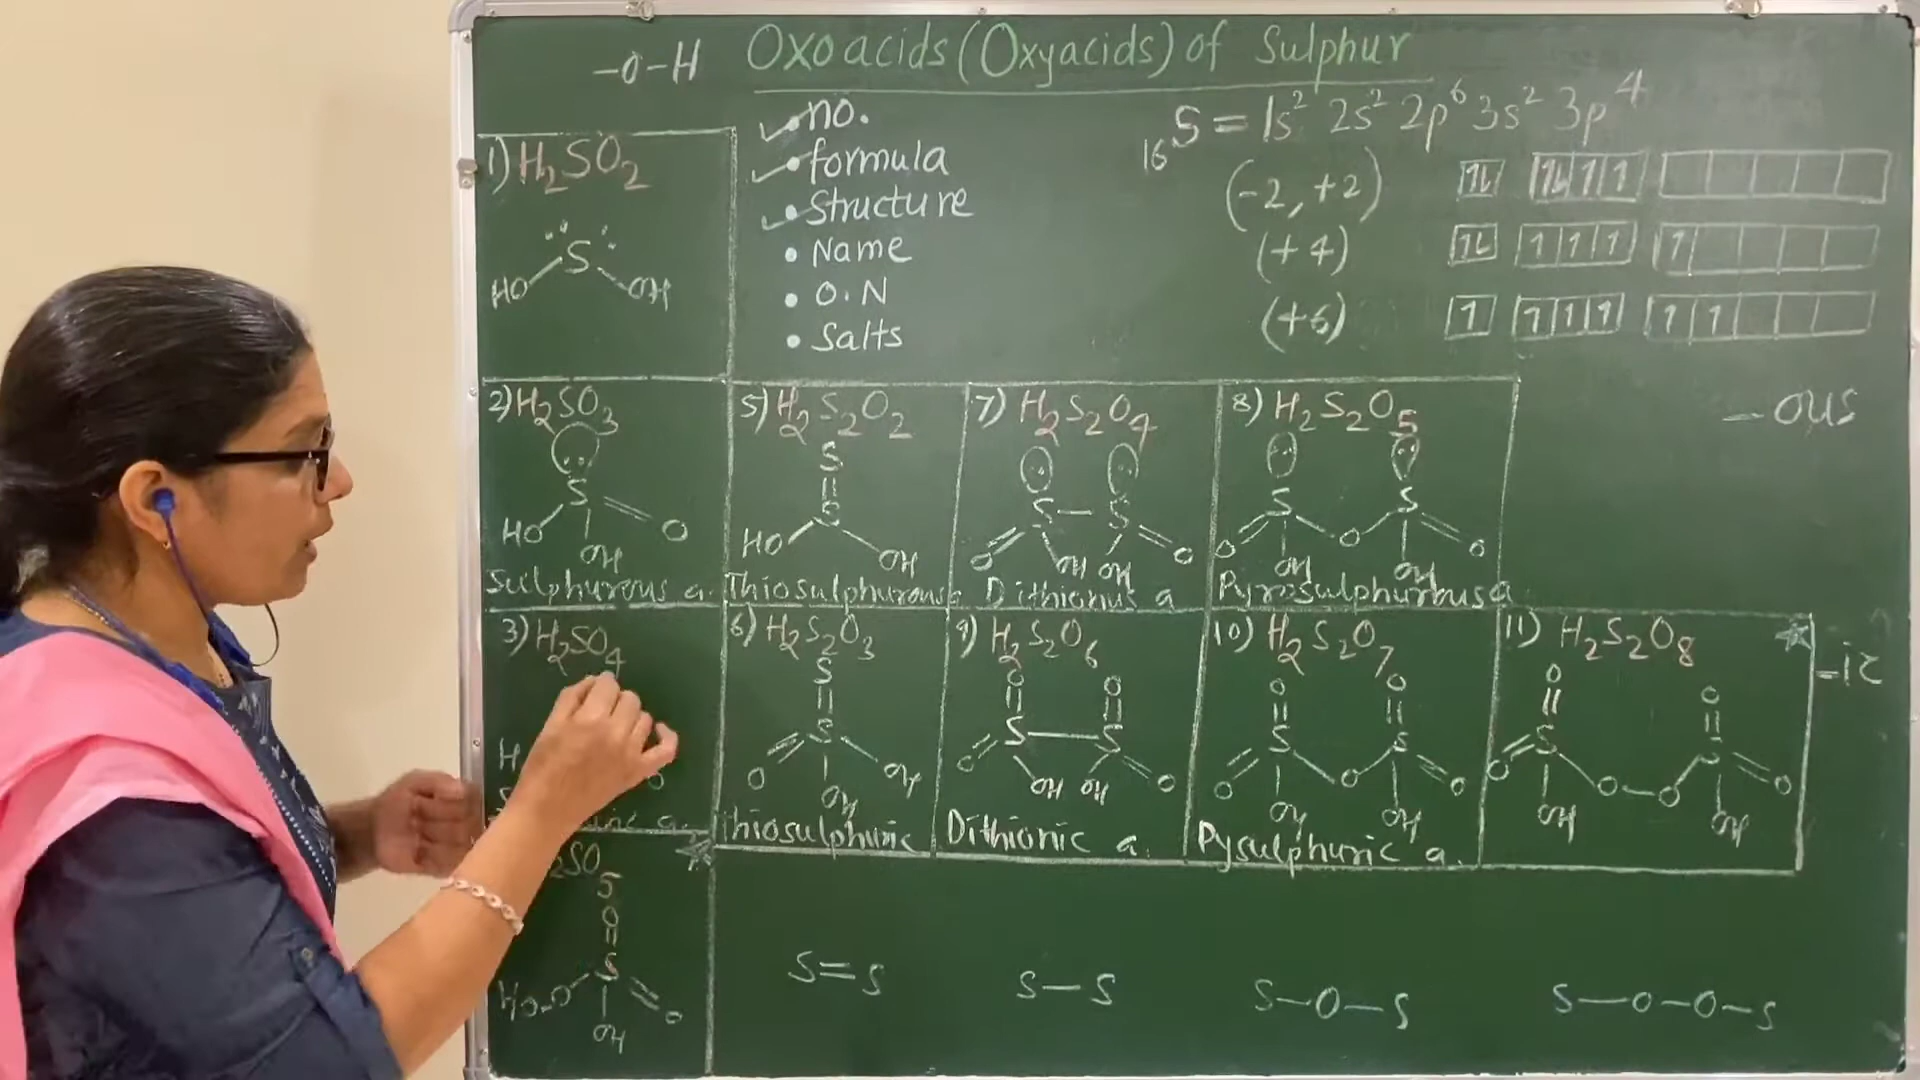 -O-H
Oxoacids (Oxyacids) of Sulphur
no.
formula
Structure
Name
O.N
Salts
₁₆S = 1s² 2s² 2p⁶ 3s² 3p⁴
(-2, +2)
(+4)
(+6)
-ous
-ic
1) H₂SO₂
S
HO OH
2) H₂SO₃
S
HO OH O
Sulphurous a.
5) H₂S₂O₂
S
S
HO OH
Thiosulphurous
7) H₂S₂O₄
S-S
O OH OH O
Dithionus a
8) H₂S₂O₅
S S
O OH O OH O
Pyrosulphurous a
3) H₂SO₄
H
O
6) H₂S₂O₃
S
S
O OH OH
Thiosulphuric
9) H₂S₂O₆
O O
S S
O OH OH O
Dithionic a.
10) H₂S₂O₇
O O
S S
O OH O OH O
Pysulphuric a.
11) H₂S₂O₈
O O
S S
O OH O-O OH O
₂SO₅
O
S
HO-O OH O
S=S
S-S
S-O-S
S-O-O-S